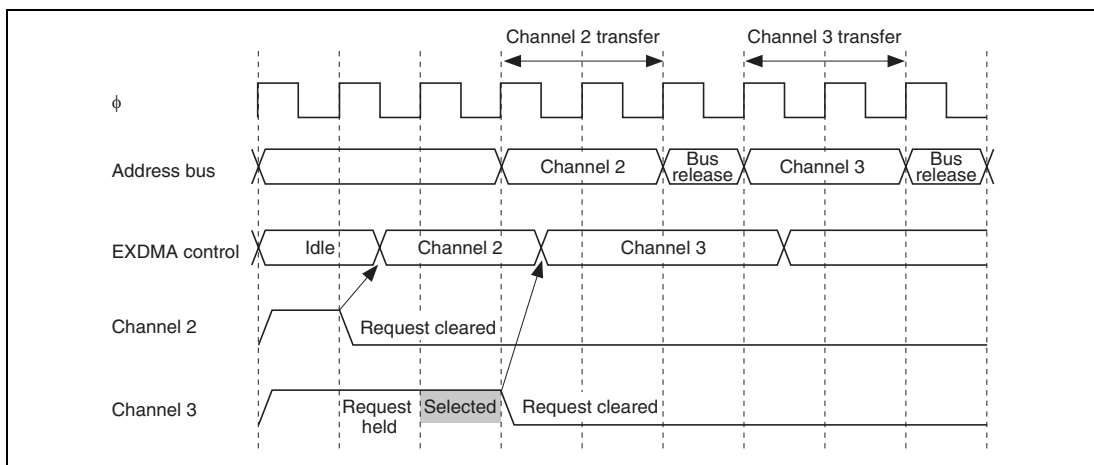 Channel 2 transfer Channel 3 transfer
φ
Address bus Channel 2 Bus release Channel 3 Bus release
EXDMA control Idle Channel 2 Channel 3
Channel 2 Request cleared
Channel 3 Request held Selected Request cleared